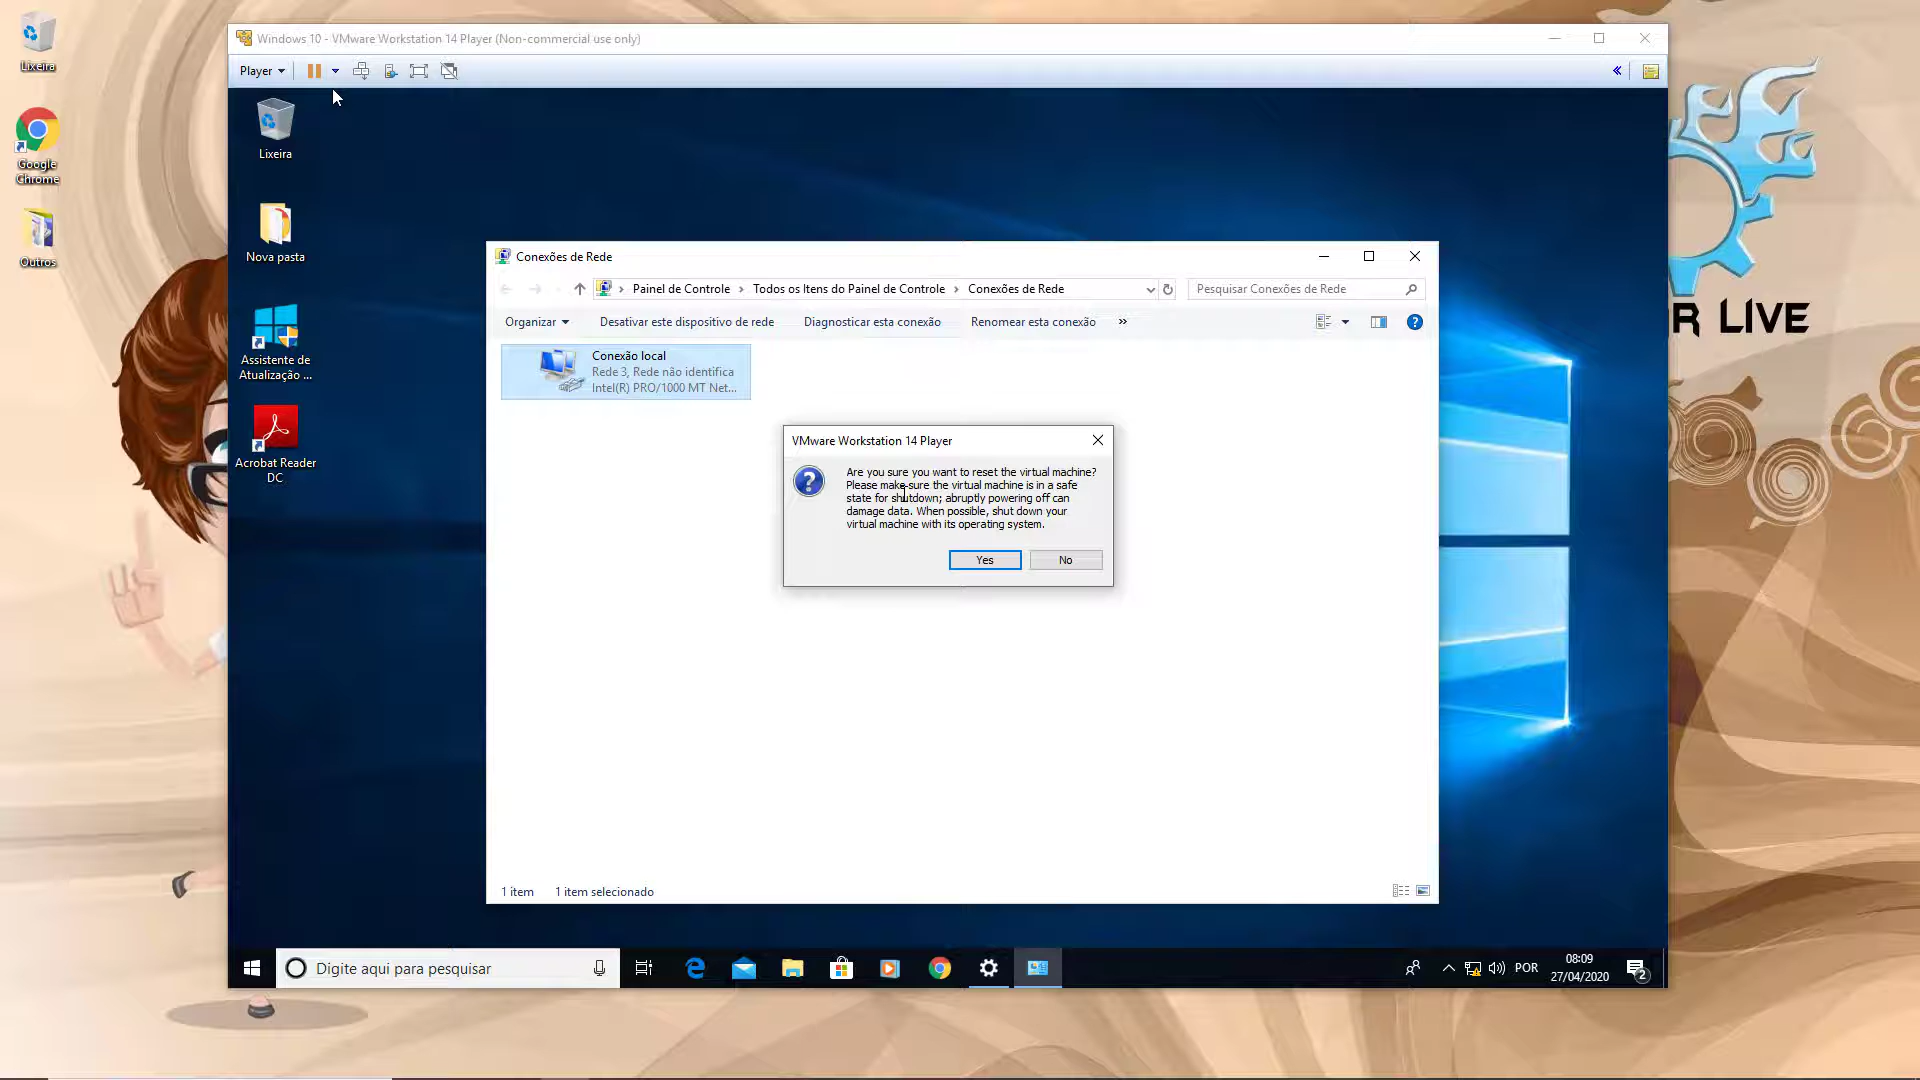 Lixeira
Google
Chrome
Outros
Windows 10 - VMware Workstation 14 Player (Non-commercial use only)
Player
Lixeira
Nova pasta
Assistente de
Atualização ...
Acrobat Reader
DC
Conexões de Rede
Painel de Controle
Todos os Itens do Painel de Controle
Conexões de Rede
Pesquisar Conexões de Rede
Organizar
Desativar este dispositivo de rede
Diagnosticar esta conexão
Renomear esta conexão
Conexão local
Rede 3, Rede não identifica
Intel(R) PRO/1000 MT Net...
VMware Workstation 14 Player
Are you sure you want to reset the virtual machine?
Please make sure the virtual machine is in a safe
state for shutdown; abruptly powering off can
damage data. When possible, shut down your
virtual machine with its operating system.
Yes
No
1 item
1 item selecionado
Digite aqui para pesquisar
POR
08:09
27/04/2020
2
R LIVE